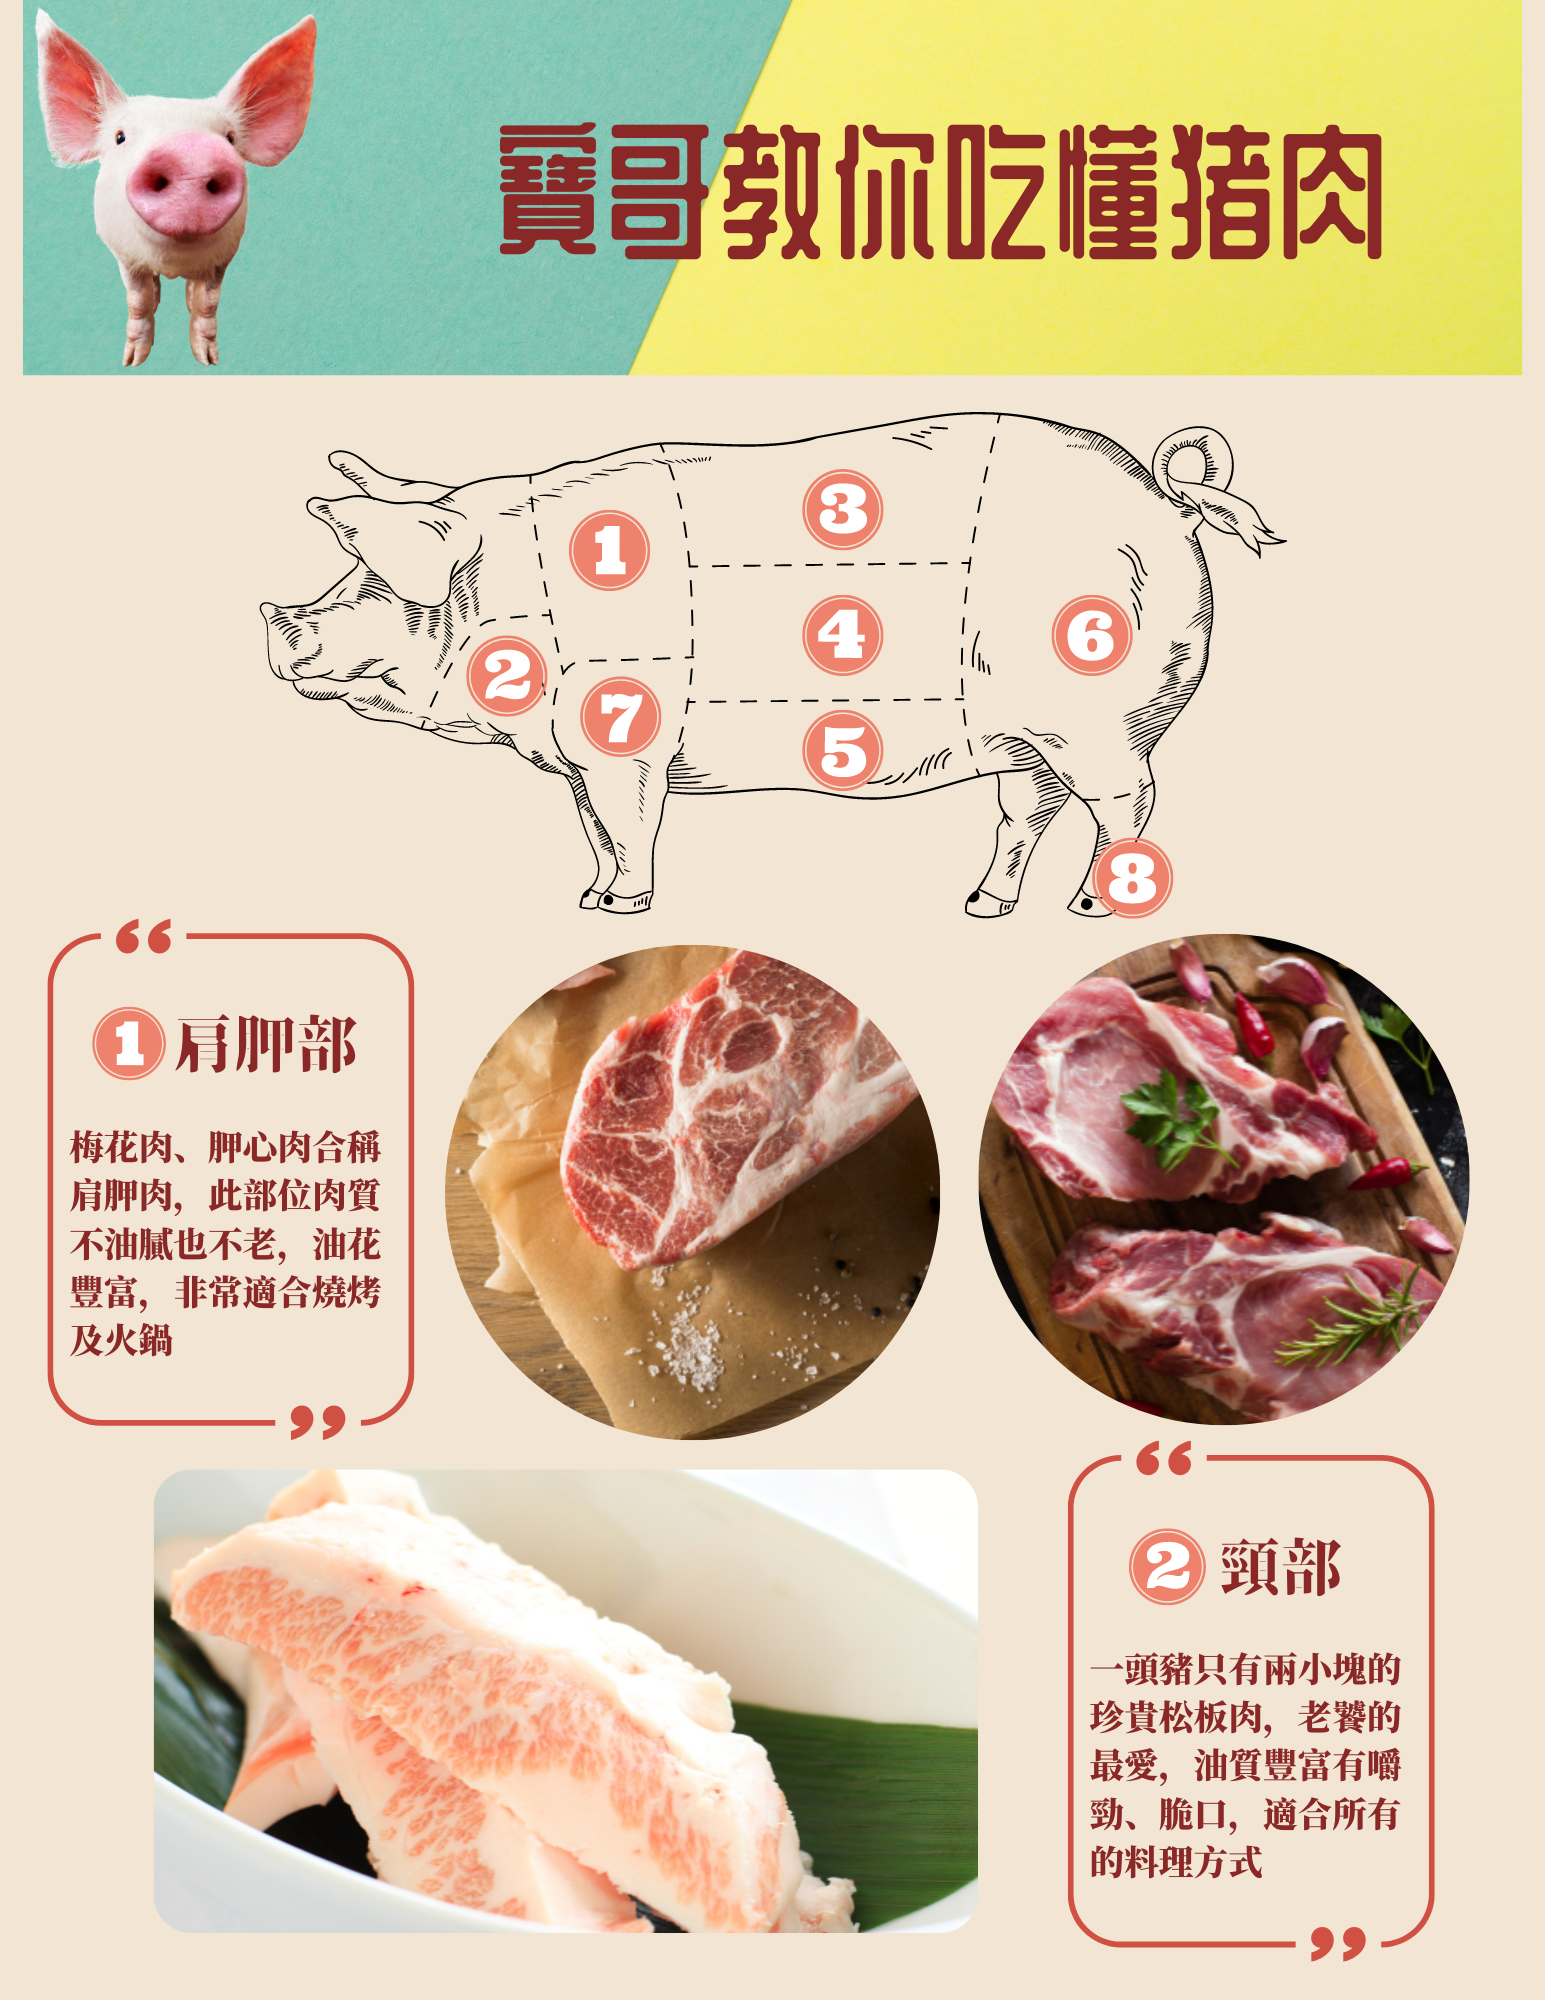 寶哥教你吃懂猪肉
3
1
4
6
2
7
5
8
“
1 肩胛部
梅花肉、胛心肉合稱
肩胛肉，此部位肉質
不油膩也不老，油花
豐富，非常適合燒烤
及火鍋
”
“
2 頸部
一頭豬只有兩小塊的
珍貴松板肉，老饕的
最愛，油質豐富有嚼
勁、脆口，適合所有
的料理方式
”